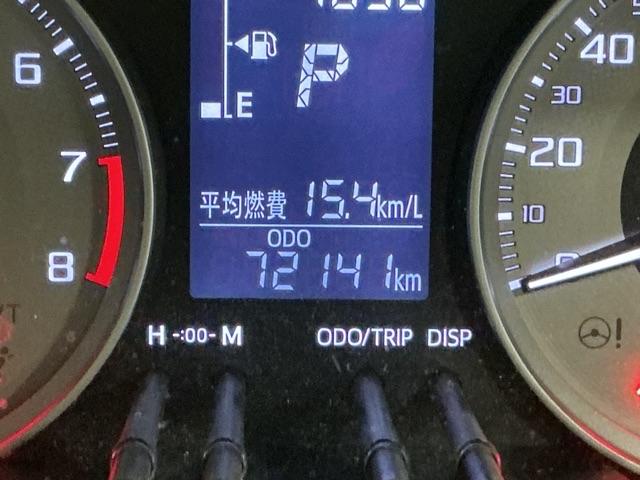 P
E
平均燃費 15.4km/L
ODO
72141km
H -:00- M ODO/TRIP DISP
6
7
8
40
30
20
10
0